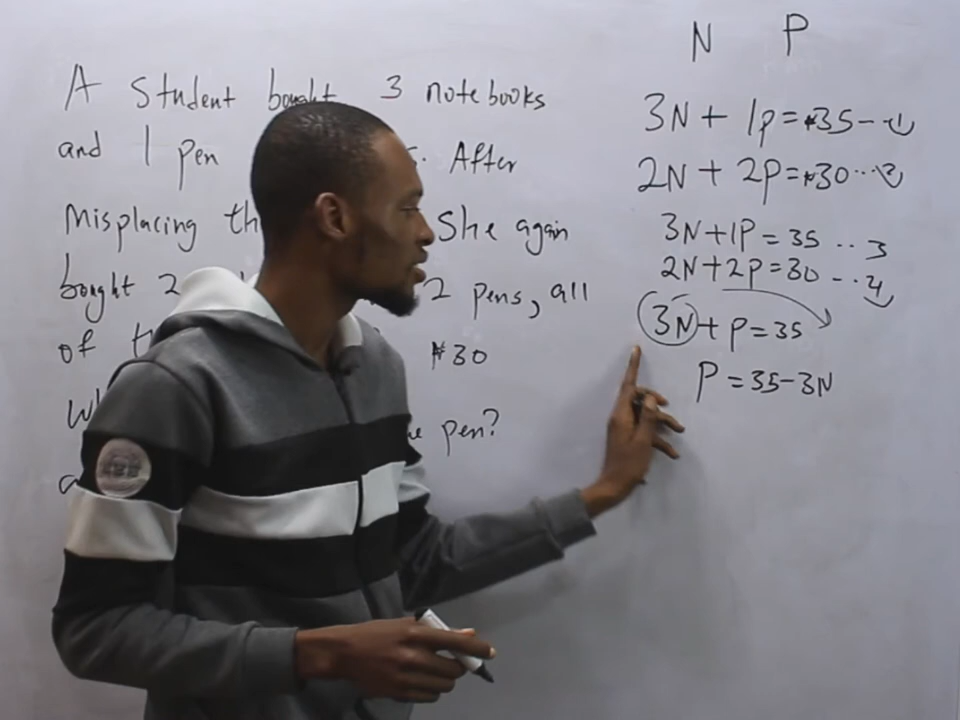 A student bought 3 notebooks
and 1 pen After
Misplacing She again
bought 2 2 pens, all
of ₦30
pen?
N P
3N + 1P = ₦35 -- 1
2N + 2P = ₦30 ... 2
3N + 1P = 35 .. 3
2N + 2P = 30 -.. 4
3N + P = 35
P = 35 - 3N